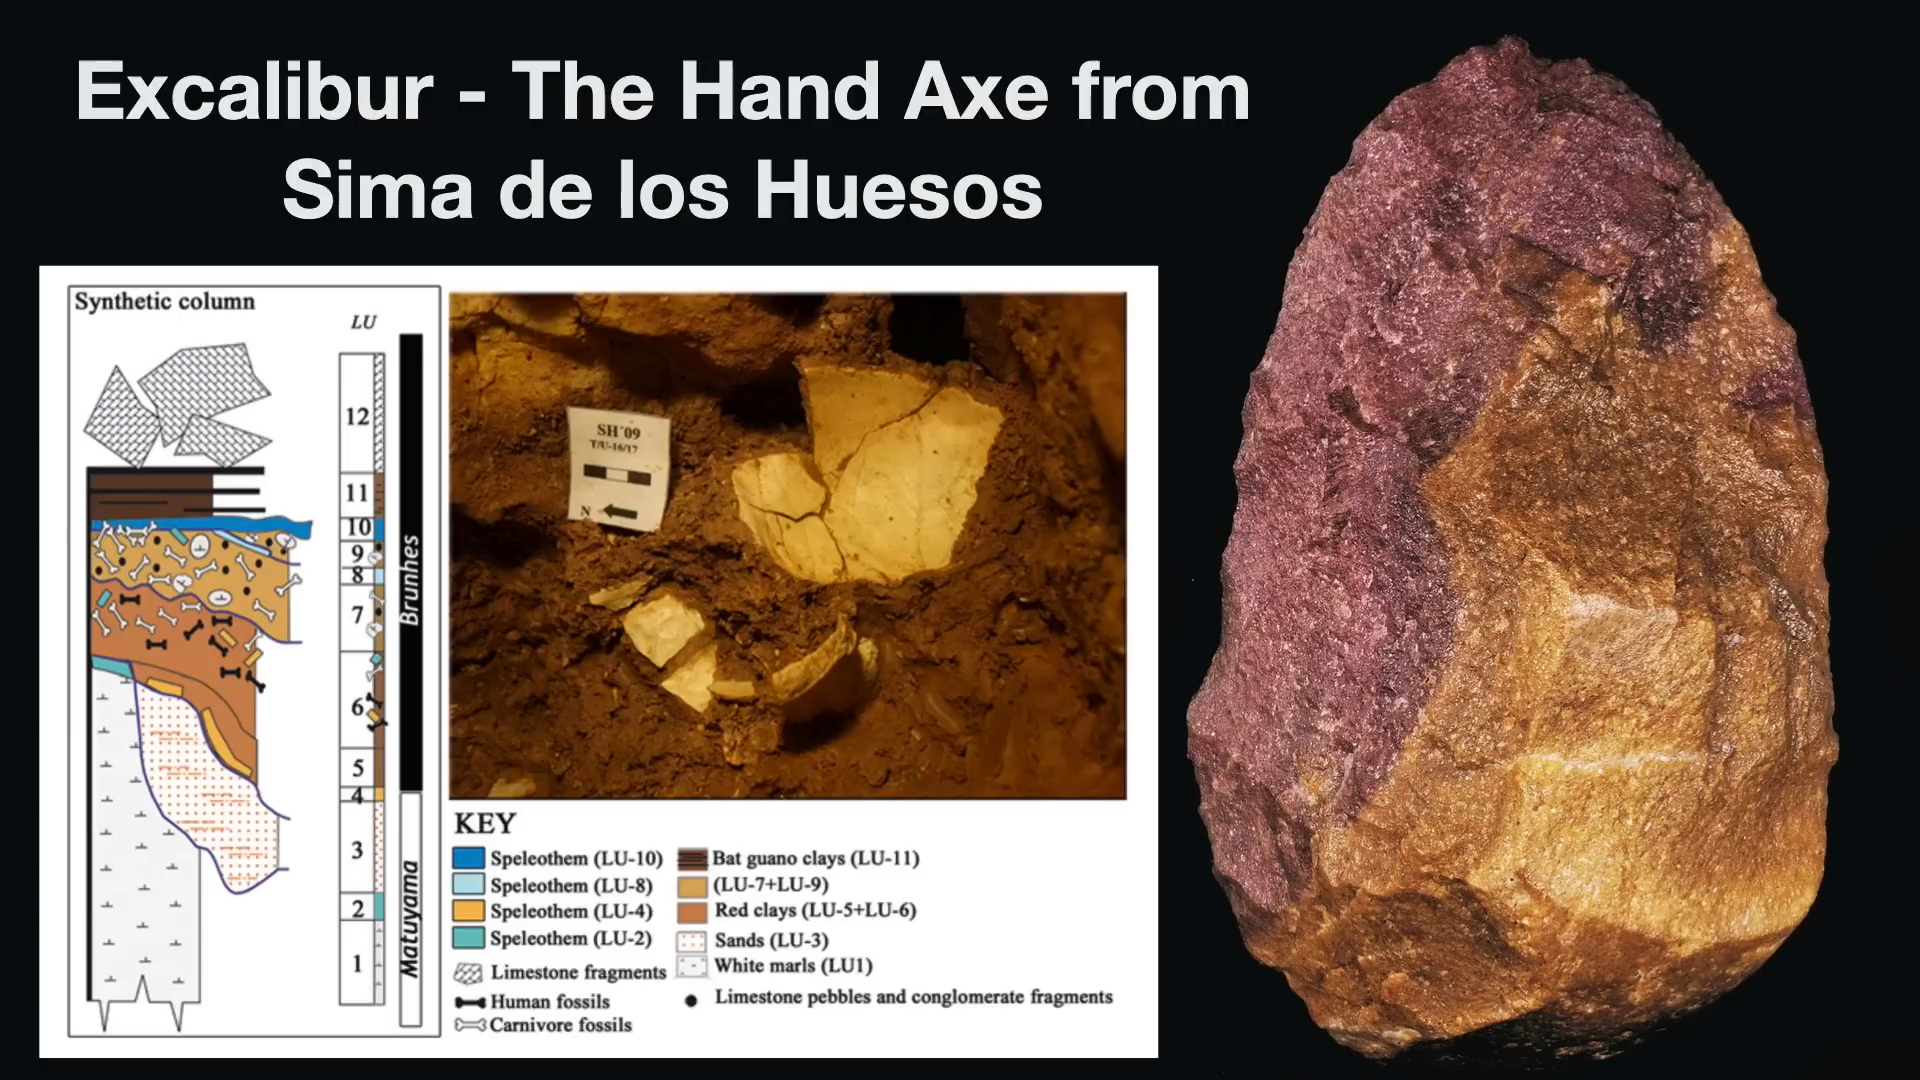 Excalibur - The Hand Axe from
Sima de los Huesos
Synthetic column
LU
12
11
10
9
8
7
6
5
4
3
2
1
Brunhes
Matuyama
SH´09
T/U-16/17
N
KEY
Speleothem (LU-10)
Speleothem (LU-8)
Speleothem (LU-4)
Speleothem (LU-2)
Limestone fragments
Human fossils
Carnivore fossils
Bat guano clays (LU-11)
(LU-7+LU-9)
Red clays (LU-5+LU-6)
Sands (LU-3)
White marls (LU1)
Limestone pebbles and conglomerate fragments